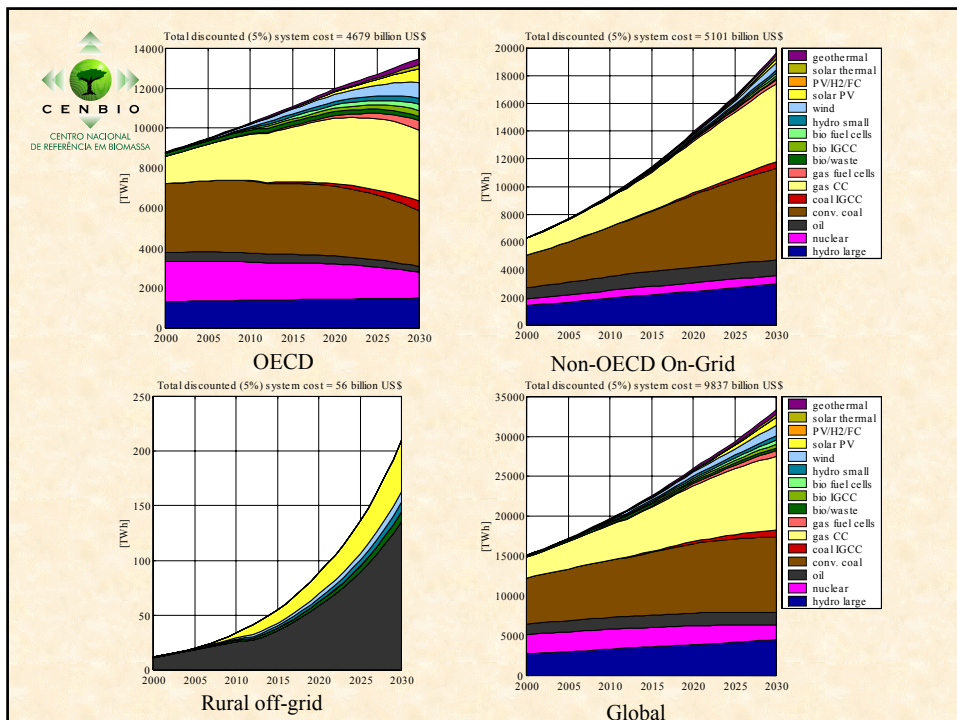 CENBIO
CENTRO NACIONAL
DE REFERÊNCIA EM BIOMASSA
Total discounted (5%) system cost = 4679 billion US$
14000
12000
10000
8000
6000
4000
2000
0
[TWh]
2000 2005 2010 2015 2020 2025 2030
OECD
Total discounted (5%) system cost = 5101 billion US$
20000
18000
16000
14000
12000
10000
8000
6000
4000
2000
0
[TWh]
2000 2005 2010 2015 2020 2025 2030
Non-OECD On-Grid
geothermal
solar thermal
PV/H2/FC
solar PV
wind
hydro small
bio fuel cells
bio IGCC
bio/waste
gas fuel cells
gas CC
coal IGCC
conv. coal
oil
nuclear
hydro large
Total discounted (5%) system cost = 56 billion US$
250
200
150
100
50
0
[TWh]
2000 2005 2010 2015 2020 2025 2030
Rural off-grid
Total discounted (5%) system cost = 9837 billion US$
35000
30000
25000
20000
15000
10000
5000
0
[TWh]
2000 2005 2010 2015 2020 2025 2030
Global
geothermal
solar thermal
PV/H2/FC
solar PV
wind
hydro small
bio fuel cells
bio IGCC
bio/waste
gas fuel cells
gas CC
coal IGCC
conv. coal
oil
nuclear
hydro large